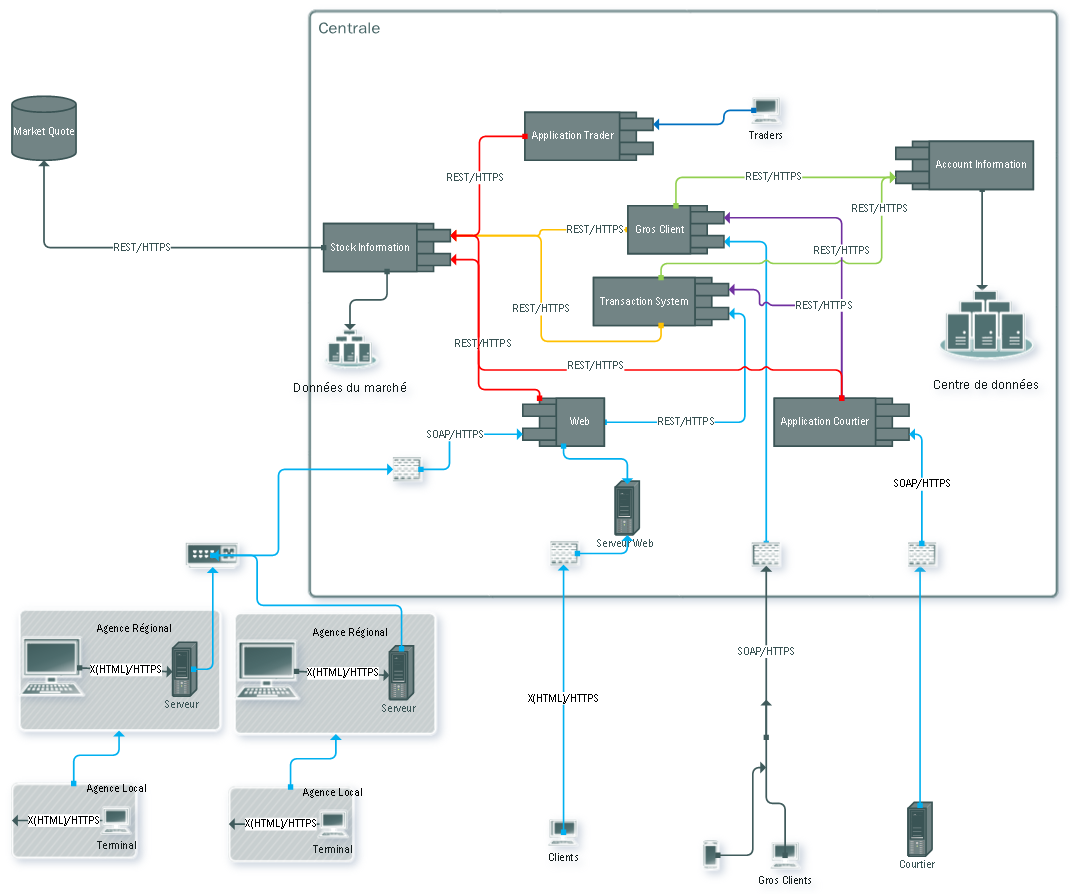 Centrale
Market Quote
Application Trader
Traders
Account Information
REST/HTTPS
REST/HTTPS
REST/HTTPS
Gros Client
REST/HTTPS
REST/HTTPS
Stock Information
REST/HTTPS
Transaction System
REST/HTTPS
REST/HTTPS
REST/HTTPS
REST/HTTPS
Données du marché
Centre de données
Web
REST/HTTPS
Application Courtier
SOAP/HTTPS
SOAP/HTTPS
Serveur Web
Agence Régional
Agence Régional
SOAP/HTTPS
X(HTML)/HTTPS
X(HTML)/HTTPS
Serveur
Serveur
X(HTML)/HTTPS
Agence Local
Agence Local
X(HTML)/HTTPS
X(HTML)/HTTPS
Terminal
Terminal
Clients
Courtier
Gros Clients